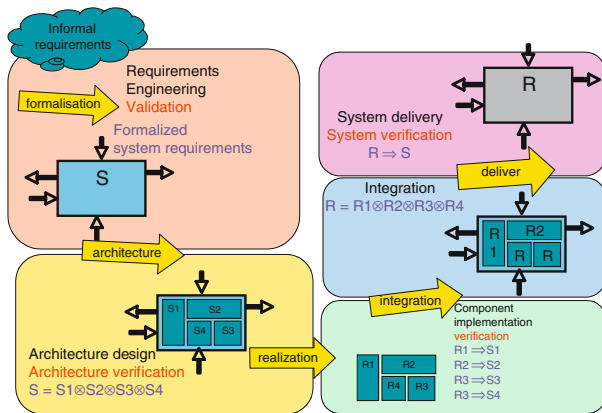 Informal
requirements
Requirements
Engineering
Validation
formalisation
Formalized
system requirements
S
architecture
S1
S2
S4
S3
Architecture design
Architecture verification
S = S1⊗S2⊗S3⊗S4
realization
R
System delivery
System verification
R ⇒ S
deliver
Integration
R = R1⊗R2⊗R3⊗R4
R
1
R2
R
R
integration
Component
implementation
verification
R1 ⇒S1
R2 ⇒S2
R3 ⇒S3
R3 ⇒S4
R1
R2
R4
R3